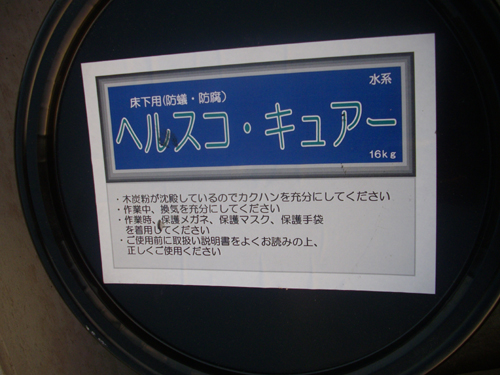 水系
床下用(防蟻・防腐)
ヘルスコ・キュアー
16kg
・木炭粉が沈殿しているのでカクハンを充分にしてください
・作業中、換気を充分にしてください
・作業時、保護メガネ、保護マスク、保護手袋
を着用してください
・ご使用前に取扱い説明書をよくお読みの上、
正しくご使用ください